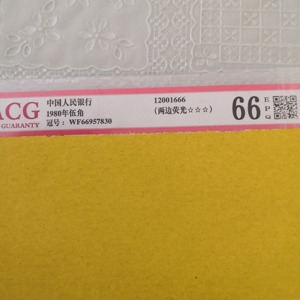 ACG
GUARANTY
中国人民银行
1980年伍角
冠号：WF66957830
12001666
(两边荧光☆☆☆)
66
EPG